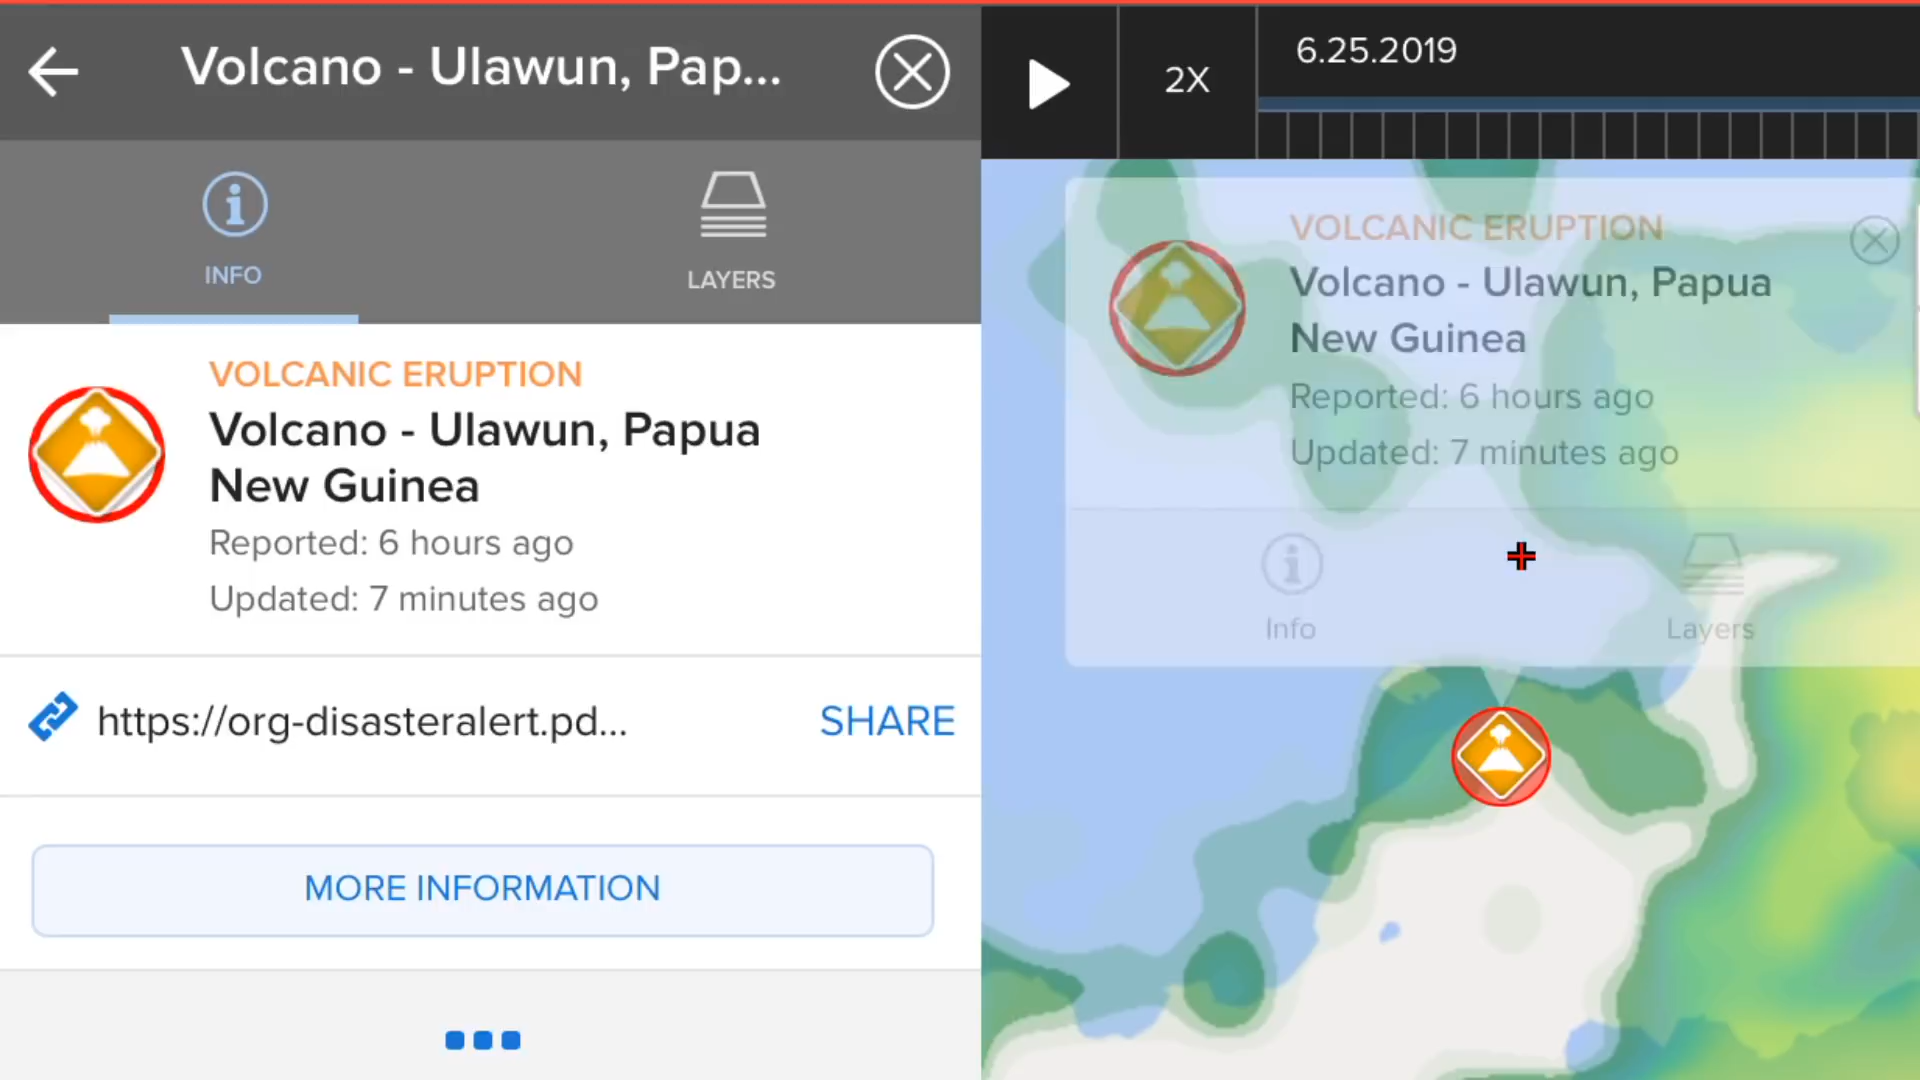 Volcano - Ulawun, Pap...
INFO
LAYERS
VOLCANIC ERUPTION
Volcano - Ulawun, Papua
New Guinea
Reported: 6 hours ago
Updated: 7 minutes ago
https://org-disasteralert.pd...
SHARE
MORE INFORMATION
2X
6.25.2019
VOLCANIC ERUPTION
Volcano - Ulawun, Papua
New Guinea
Reported: 6 hours ago
Updated: 7 minutes ago
Info
Layers